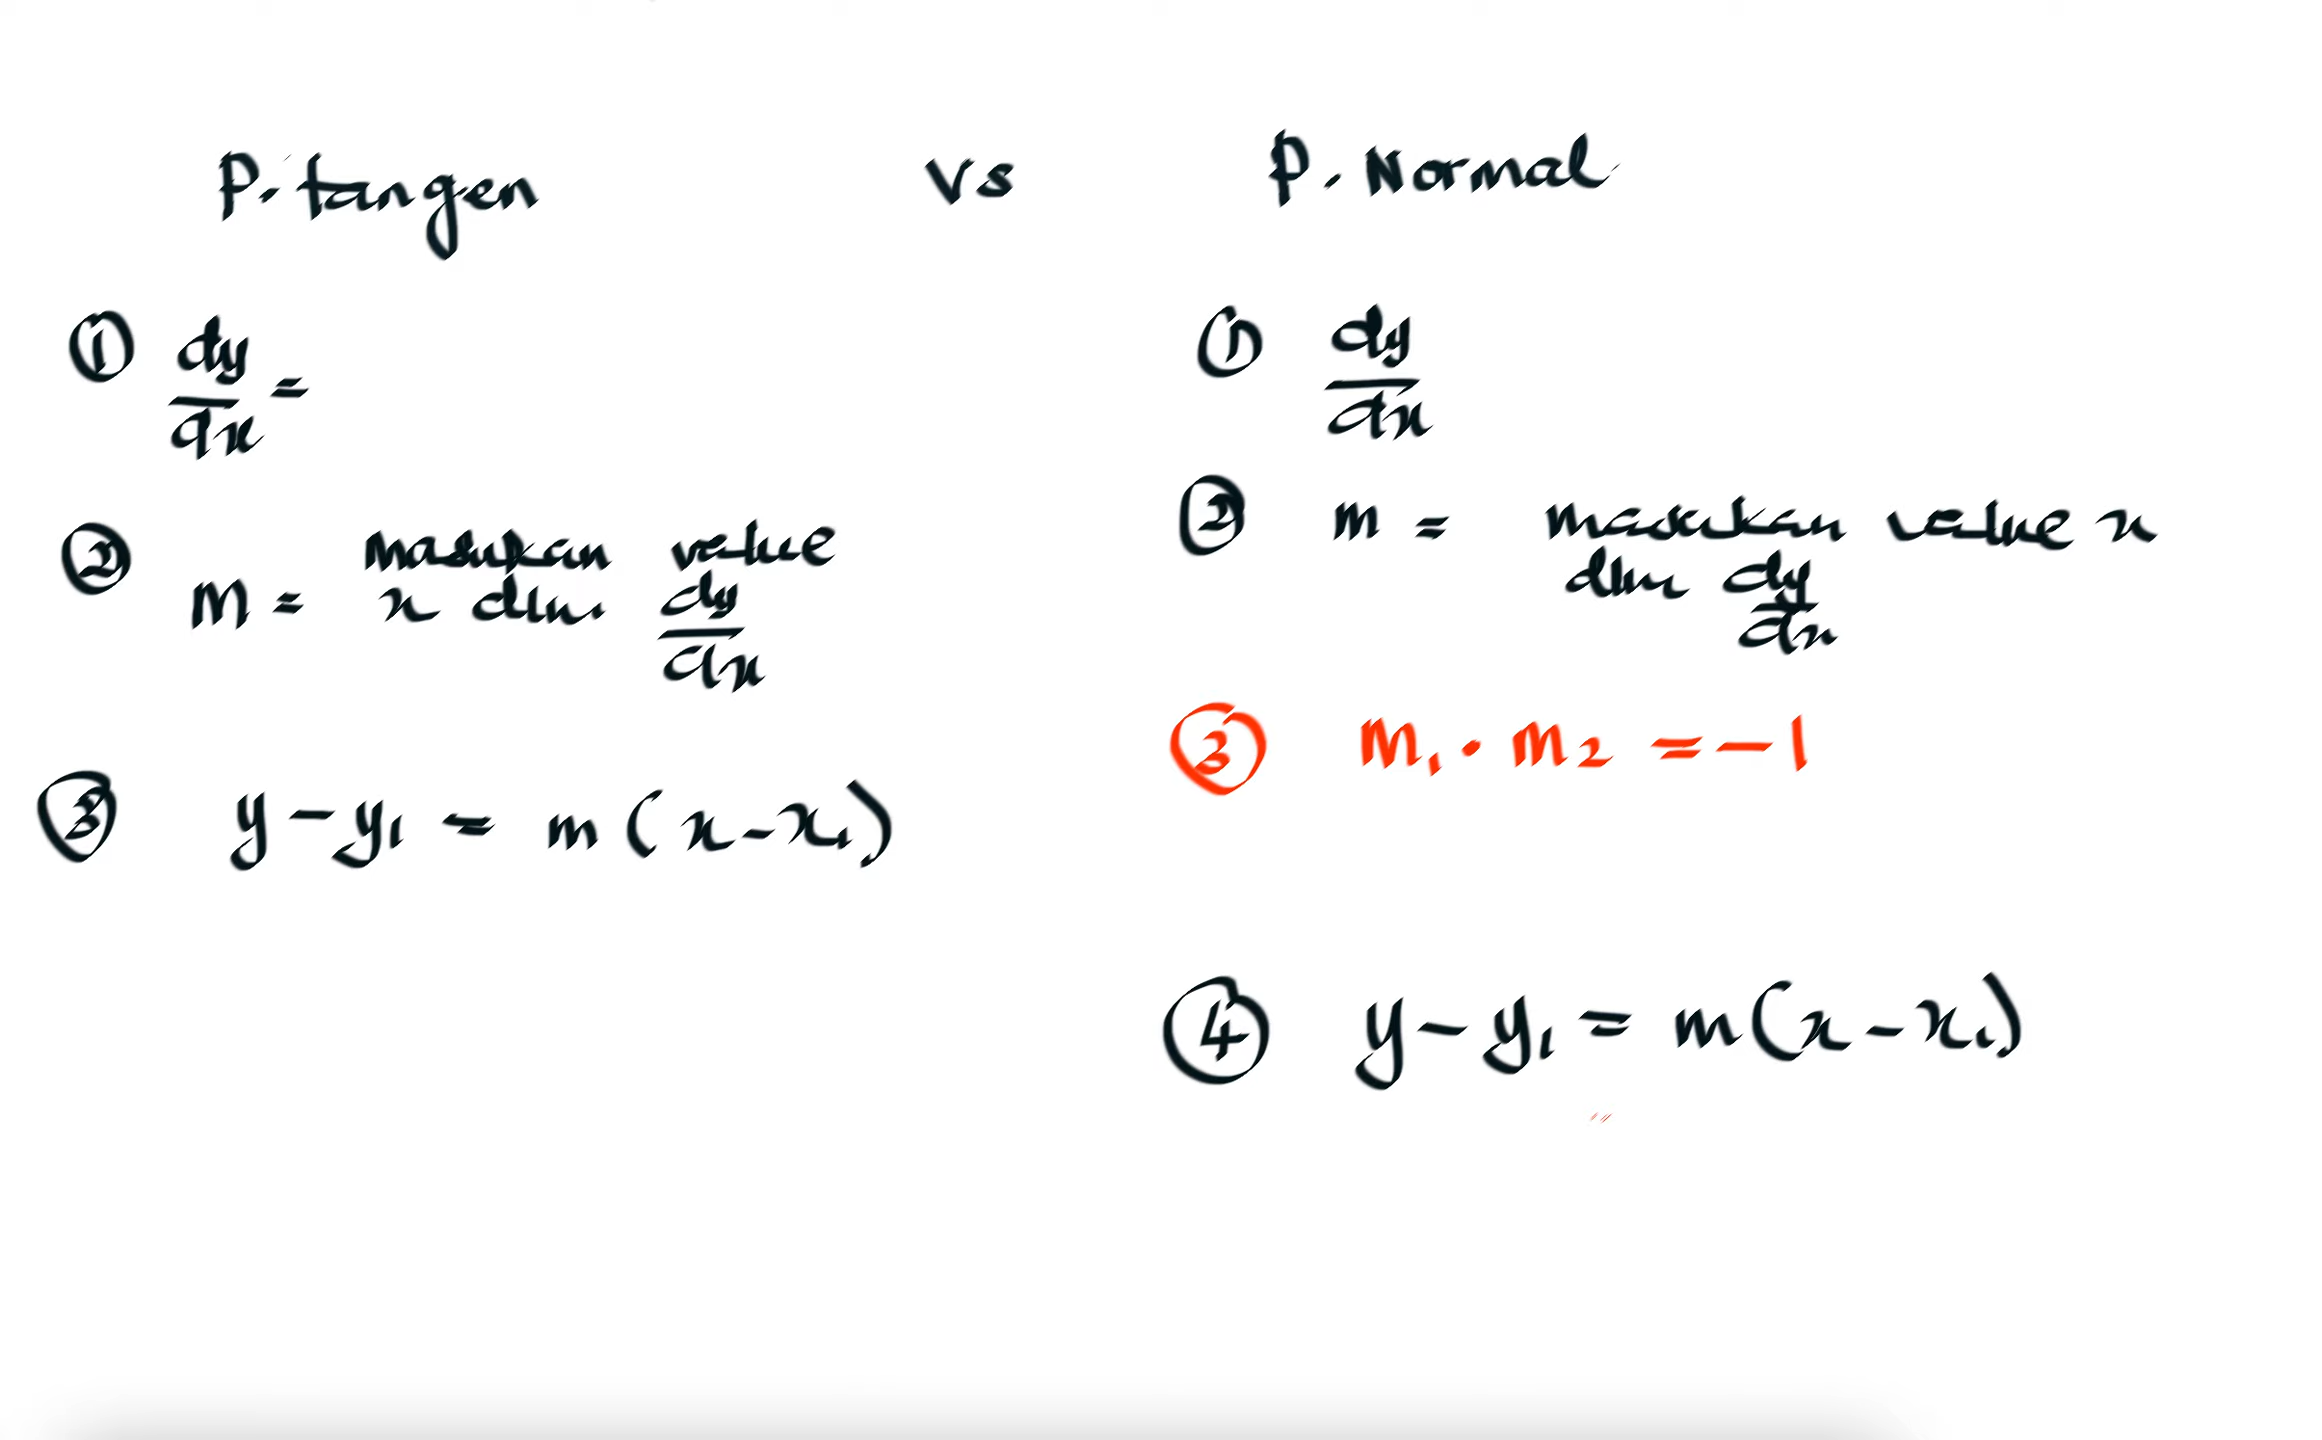 P. tangen vs P. Normal
① dy/dx =
② m = masukan value x dlm dy/dx
③ y - y₁ = m(x - x₁)
① dy/dx
② m = masukan value x
dlm dy/dx
③ m₁ · m₂ = -1
④ y - y₁ = m(x - x₁)